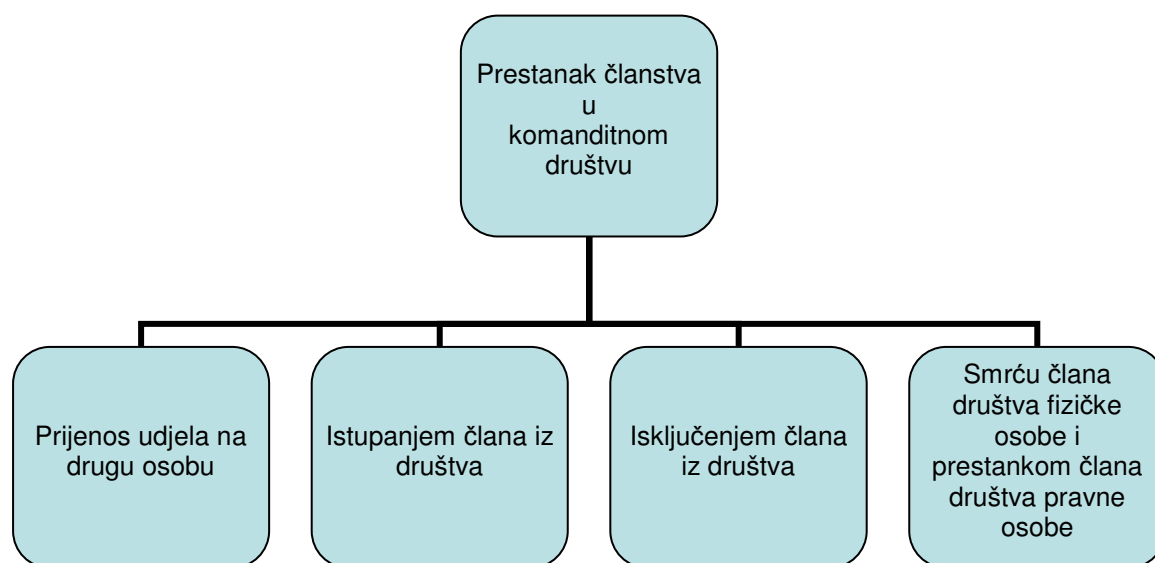 Prestanak članstva
u
komanditnom
društvu
Prijenos udjela na
drugu osobu
Istupanjem člana iz
društva
Isključenjem člana
iz društva
Smrću člana
društva fizičke
osobe i
prestankom člana
društva pravne
osobe